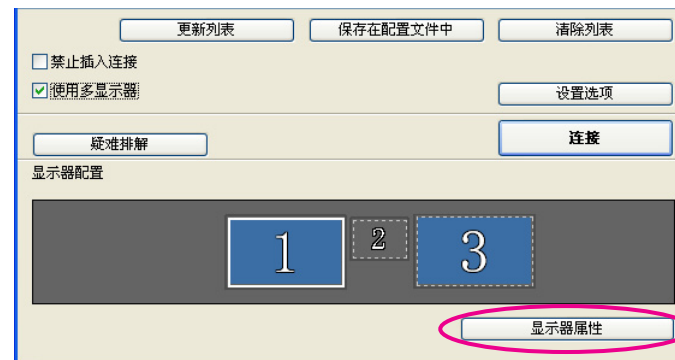 更新列表 保存在配置文件中 清除列表
禁止插入连接
使用多显示器
设置选项
疑难排解 连接
显示器配置
1 2 3
显示器属性